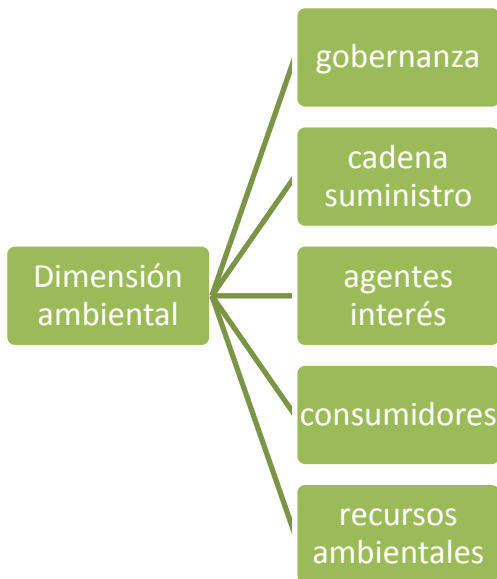 gobernanza
cadena
suministro
Dimensión
ambiental
agentes
interés
consumidores
recursos
ambientales